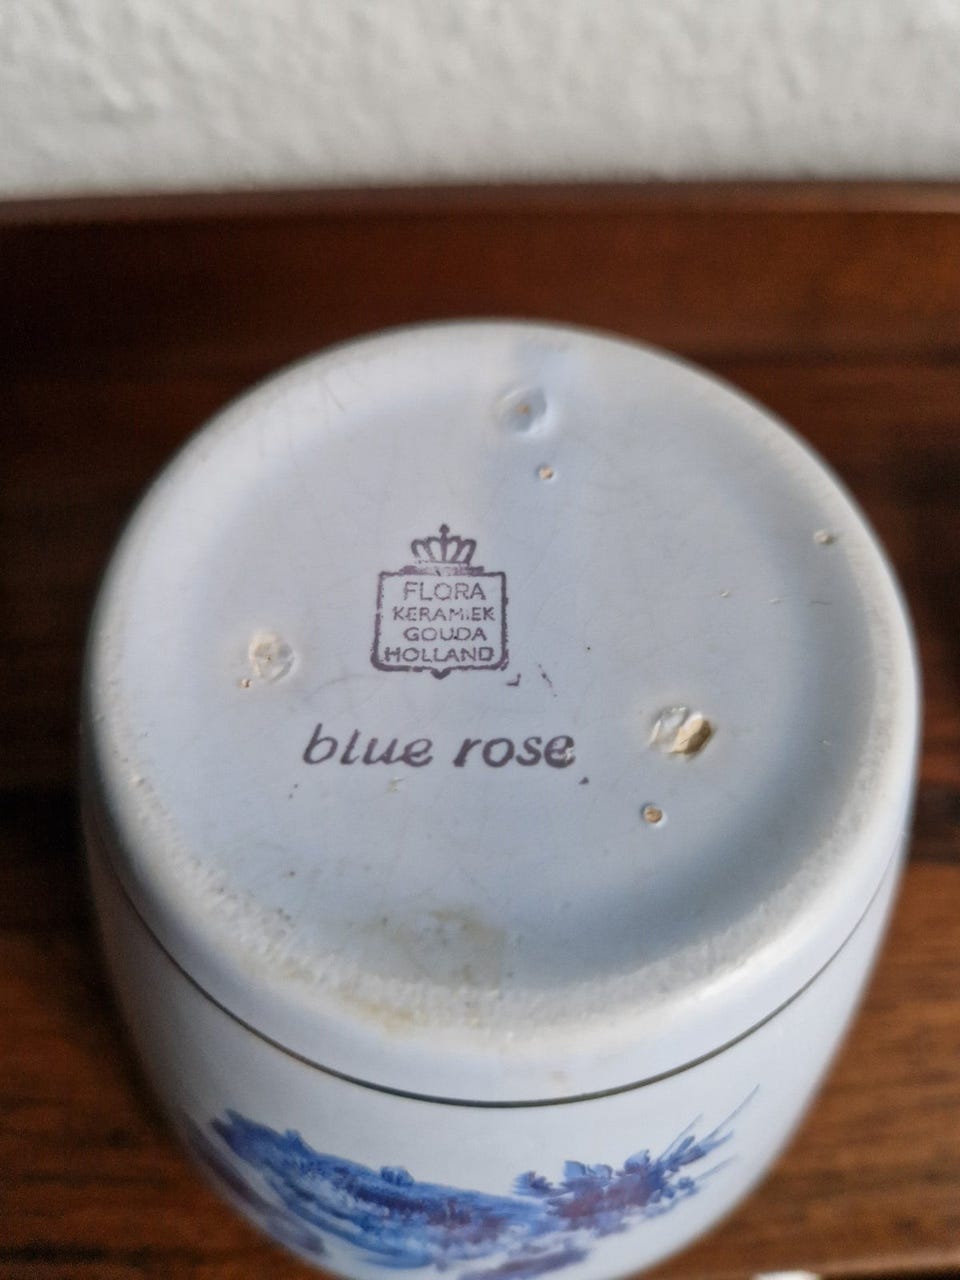 FLORA
KERAMIEK
GOUDA
HOLLAND
blue rose